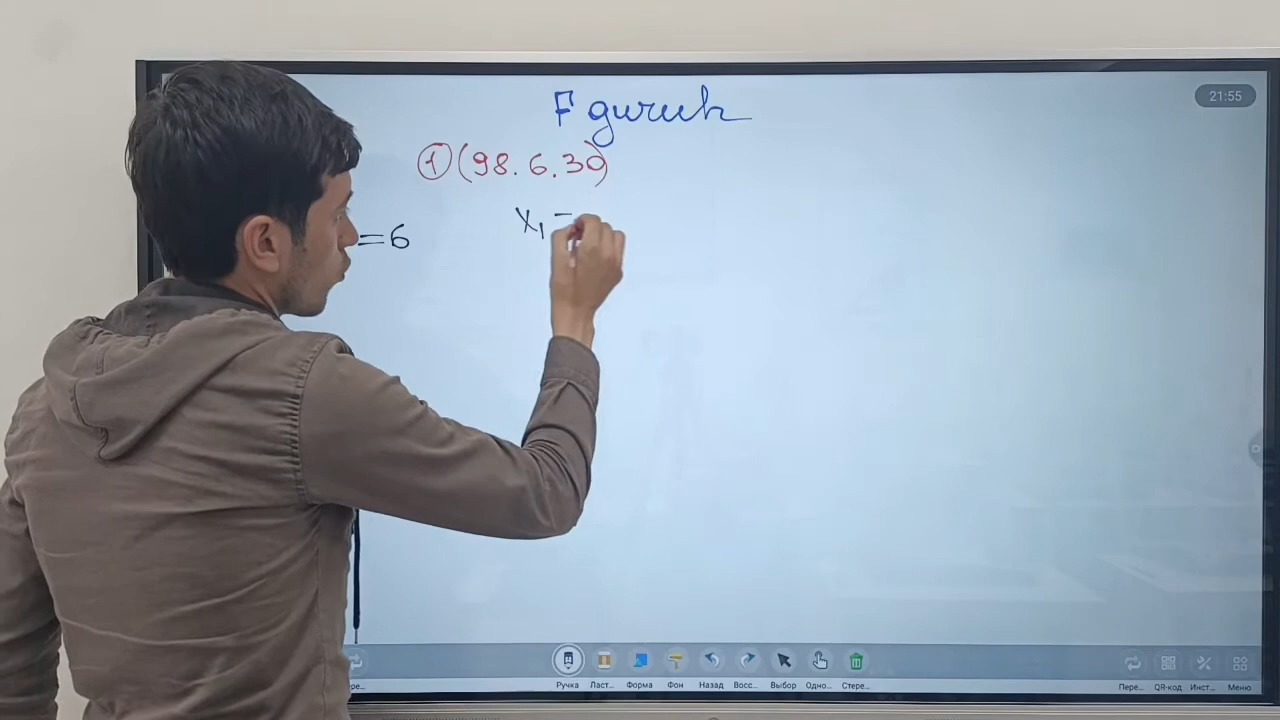 F guruh
21:55
① (98.6.30)
=6
x₁ =
Ручка Ласт... Форма Фон Назад Восс... Выбор Одно... Стере... Пере... QR-код Инст... Меню